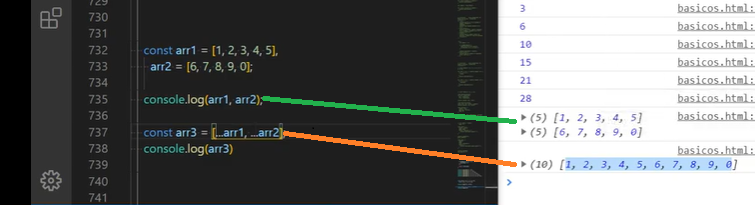 729
730
731
732 const arr1 = [1, 2, 3, 4, 5],
733 arr2 = [6, 7, 8, 9, 0];
734
735 console.log(arr1, arr2);
736
737 const arr3 = [...arr1, ...arr2]
738 console.log(arr3)
739
740
741
3 basicos.html:
6 basicos.html:
10 basicos.html:
15 basicos.html:
21 basicos.html:
28 basicos.html:
basicos.html:
▶ (5) [1, 2, 3, 4, 5]
▶ (5) [6, 7, 8, 9, 0]
basicos.html:
▶ (10) [1, 2, 3, 4, 5, 6, 7, 8, 9, 0]
>